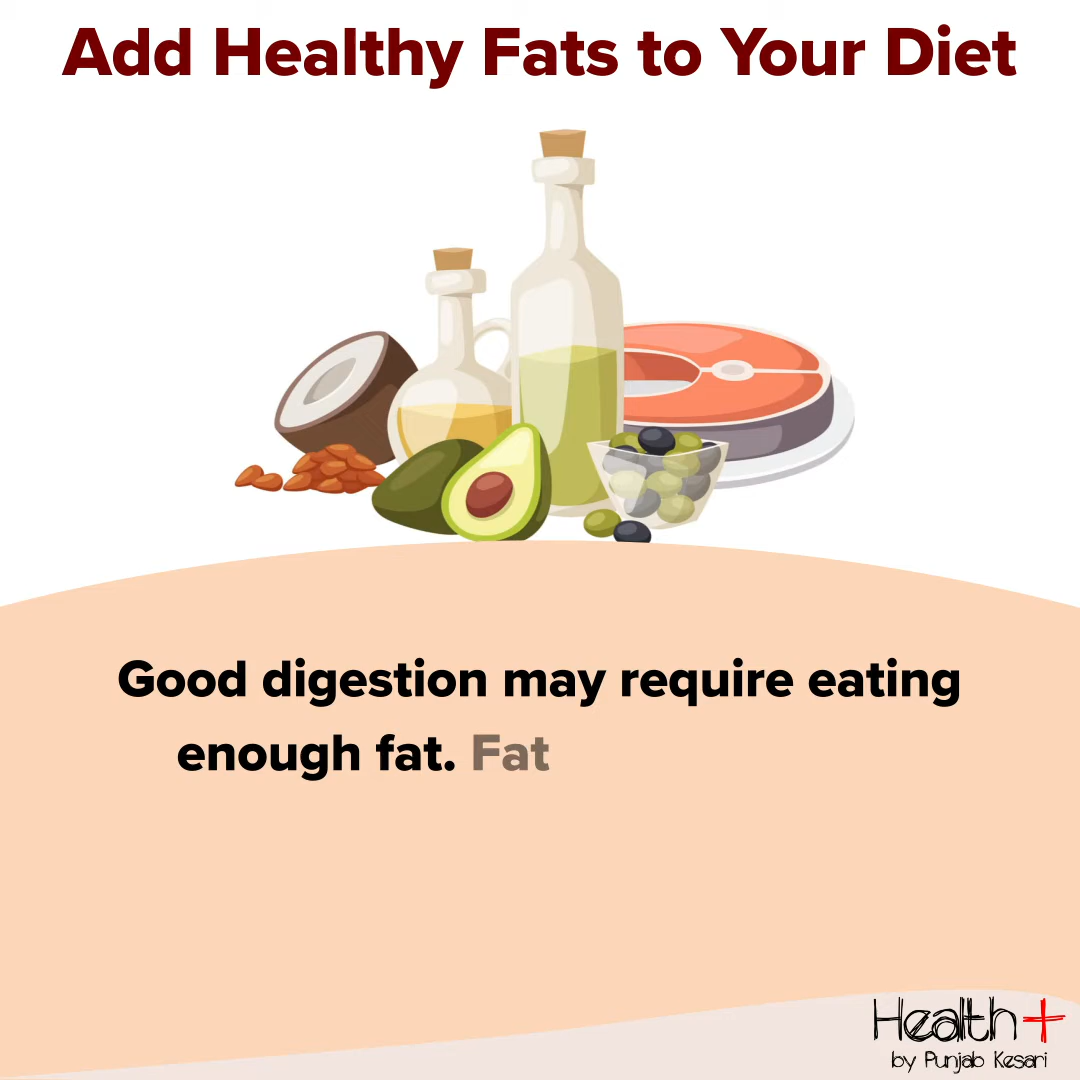 Add Healthy Fats to Your Diet
Good digestion may require eating
enough fat. Fat
Health+
by Punjab Kesari